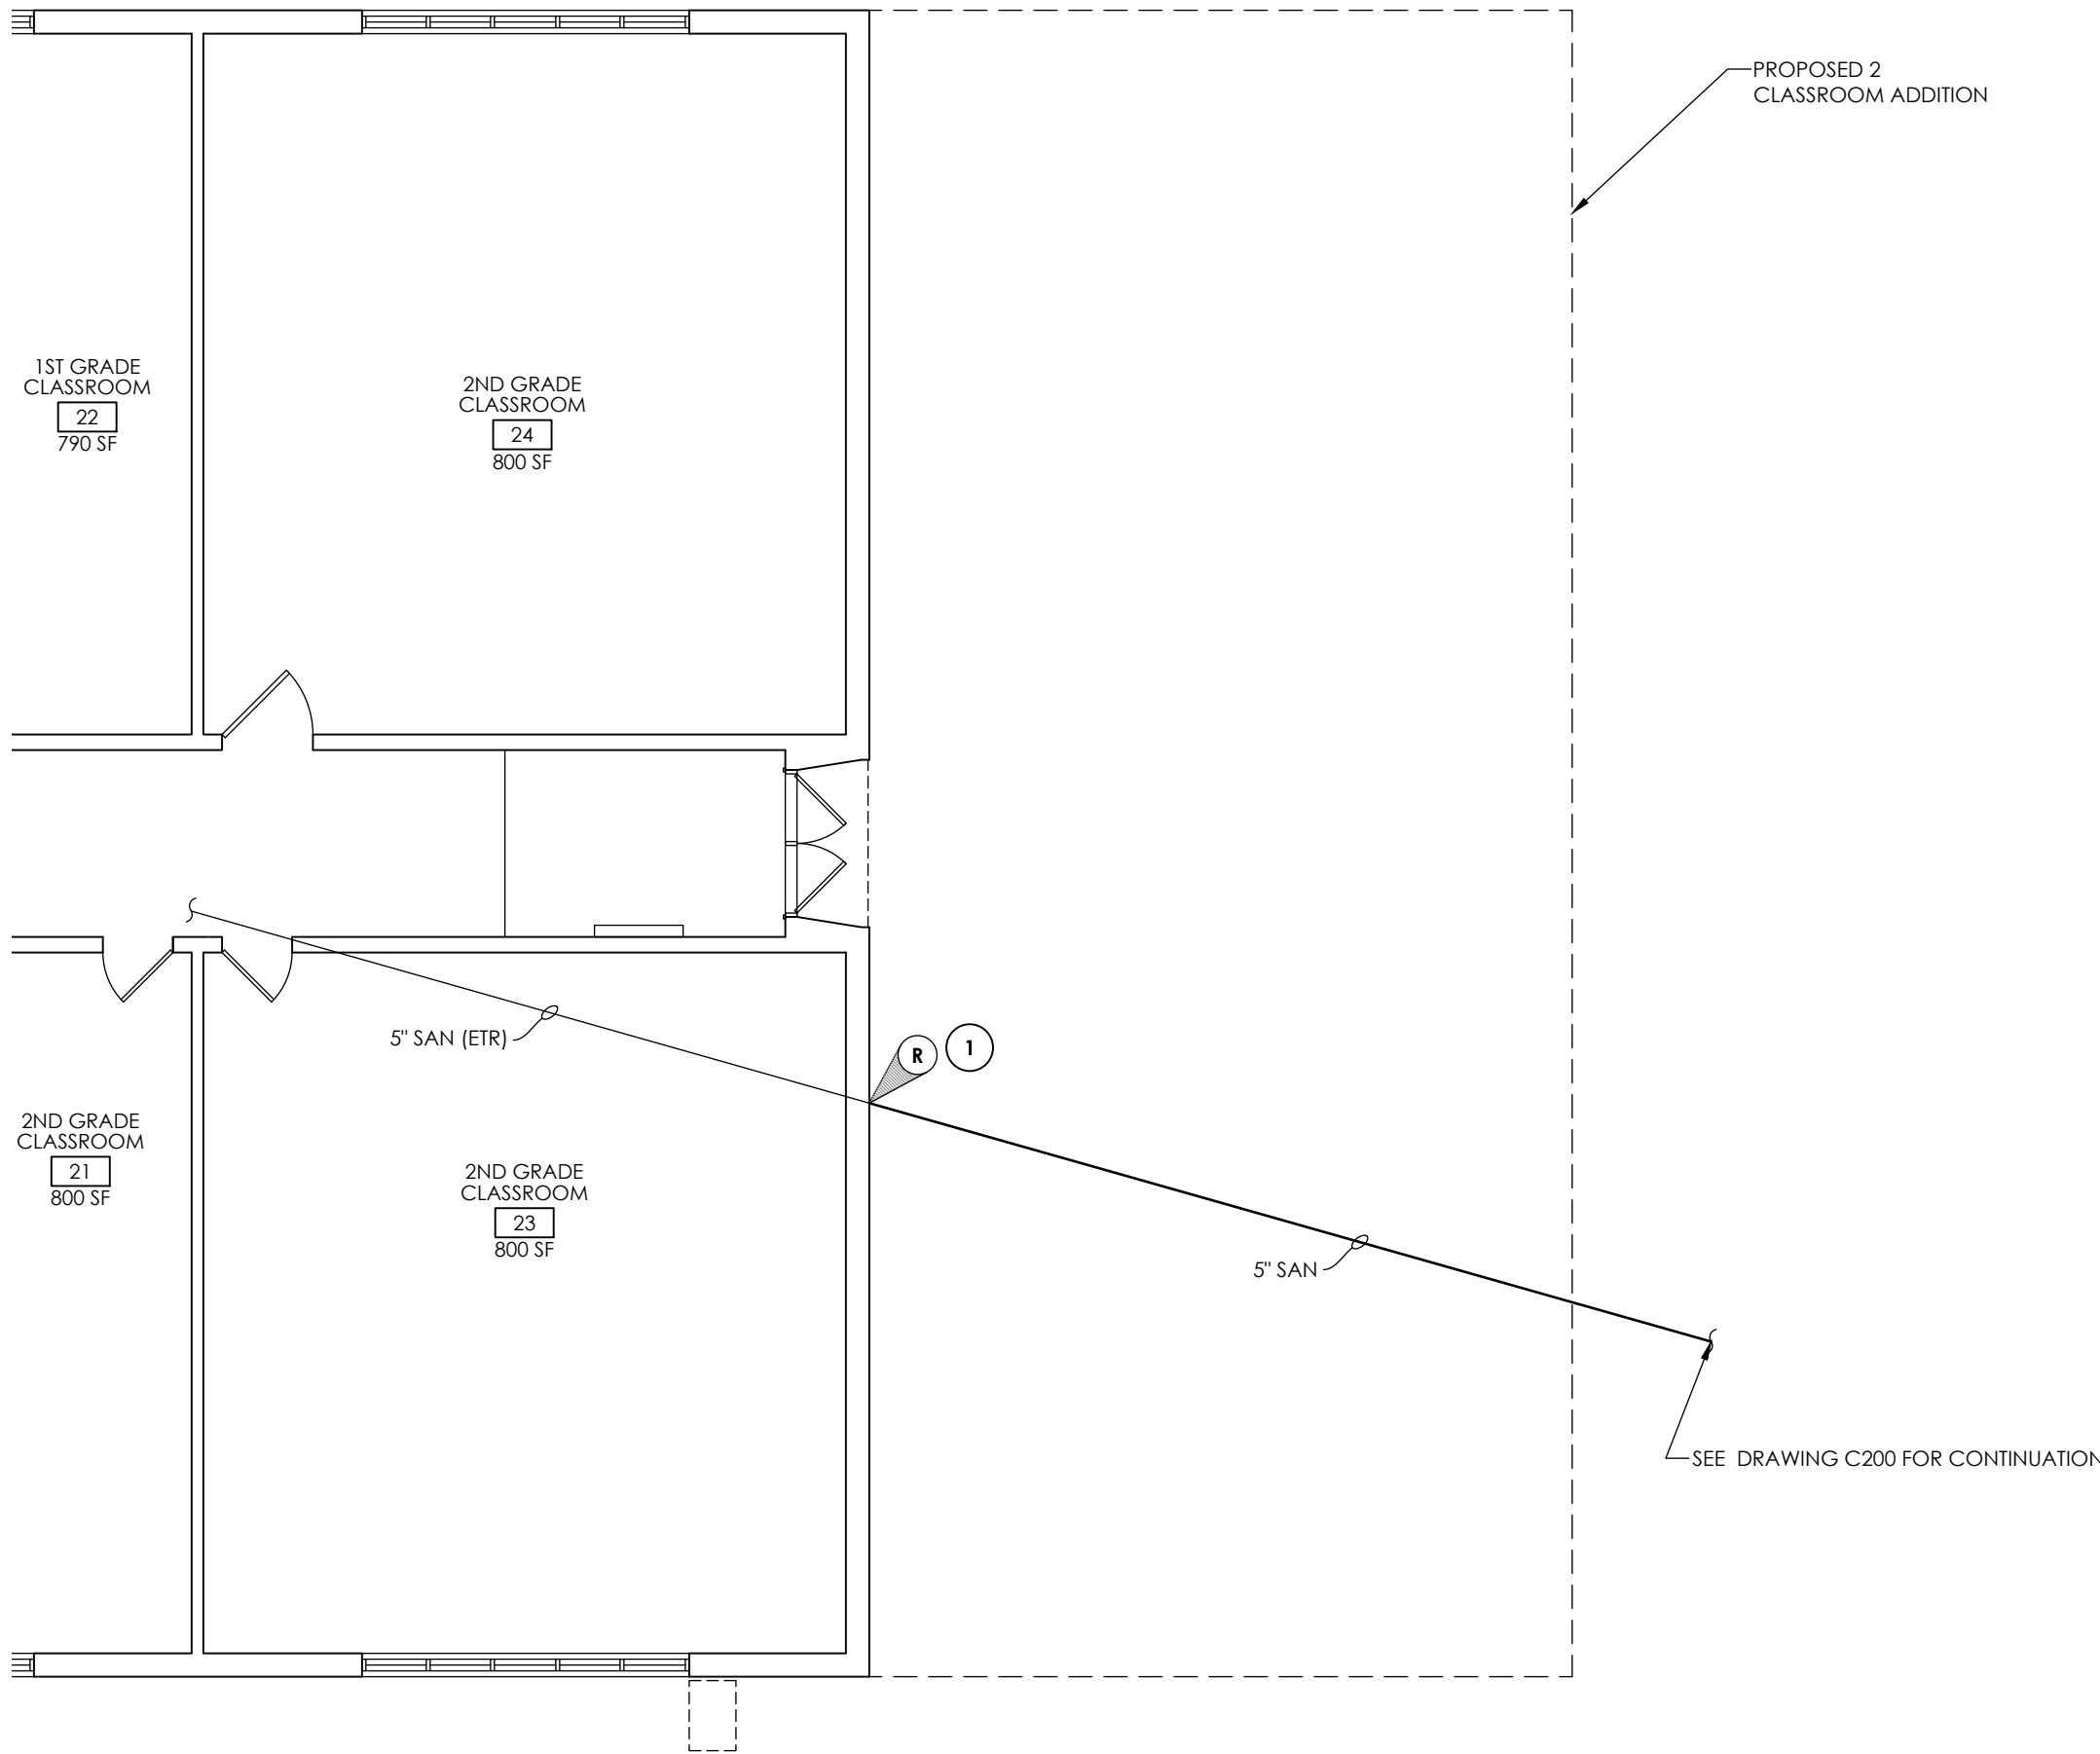 PROPOSED 2
CLASSROOM ADDITION
1ST GRADE
CLASSROOM
22
790 SF
2ND GRADE
CLASSROOM
24
800 SF
5" SAN (ETR)
R
1
2ND GRADE
CLASSROOM
21
800 SF
2ND GRADE
CLASSROOM
23
800 SF
5" SAN
SEE DRAWING C200 FOR CONTINUATION